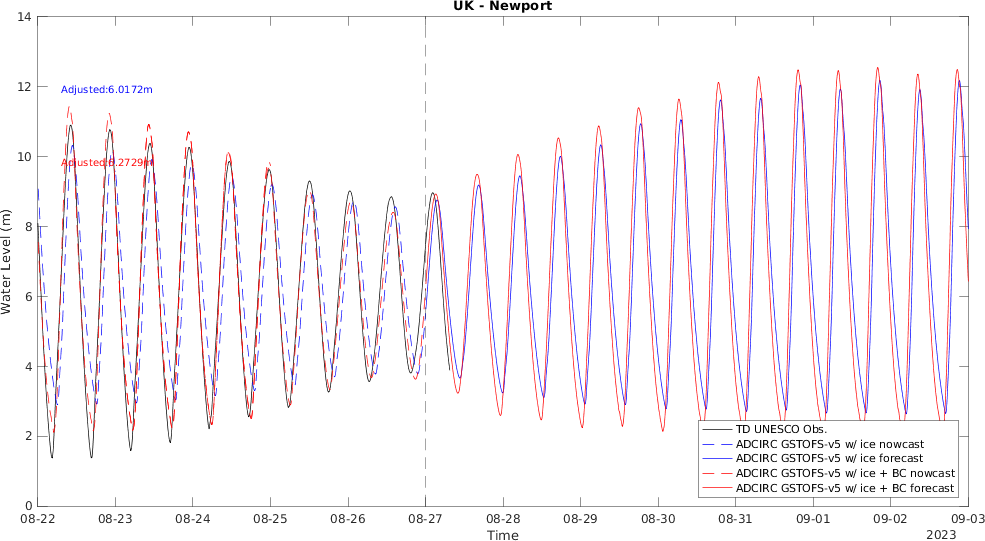 UK - Newport
14
12
10
8
6
4
2
0
Water Level (m)
Adjusted:6.0172m
08-22
08-23
08-24
08-25
08-26
08-27
08-28
08-29
08-30
08-31
09-01
09-02
09-03
Time
2023
TD UNESCO Obs.
ADCIRC GSTOFS-v5 w/ ice nowcast
ADCIRC GSTOFS-v5 w/ ice forecast
ADCIRC GSTOFS-v5 w/ ice + BC nowcast
ADCIRC GSTOFS-v5 w/ ice + BC forecast